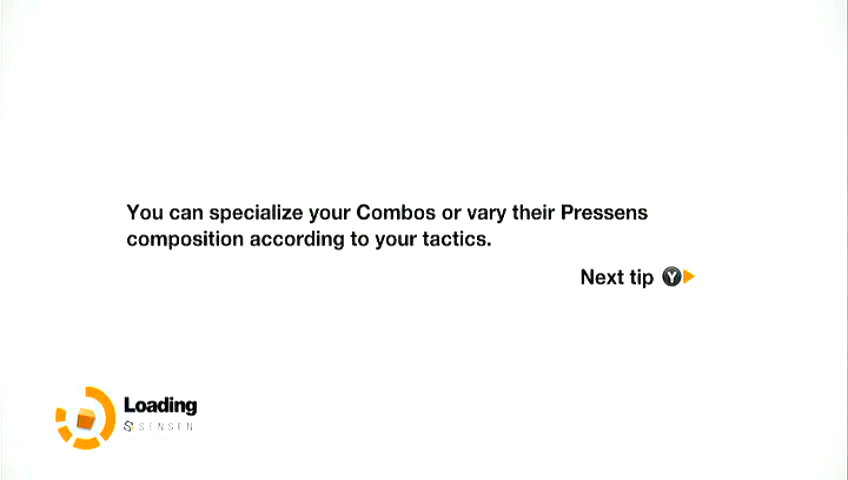 You can specialize your Combos or vary their Pressens
composition according to your tactics.
Next tip Y
Loading
SENSEN